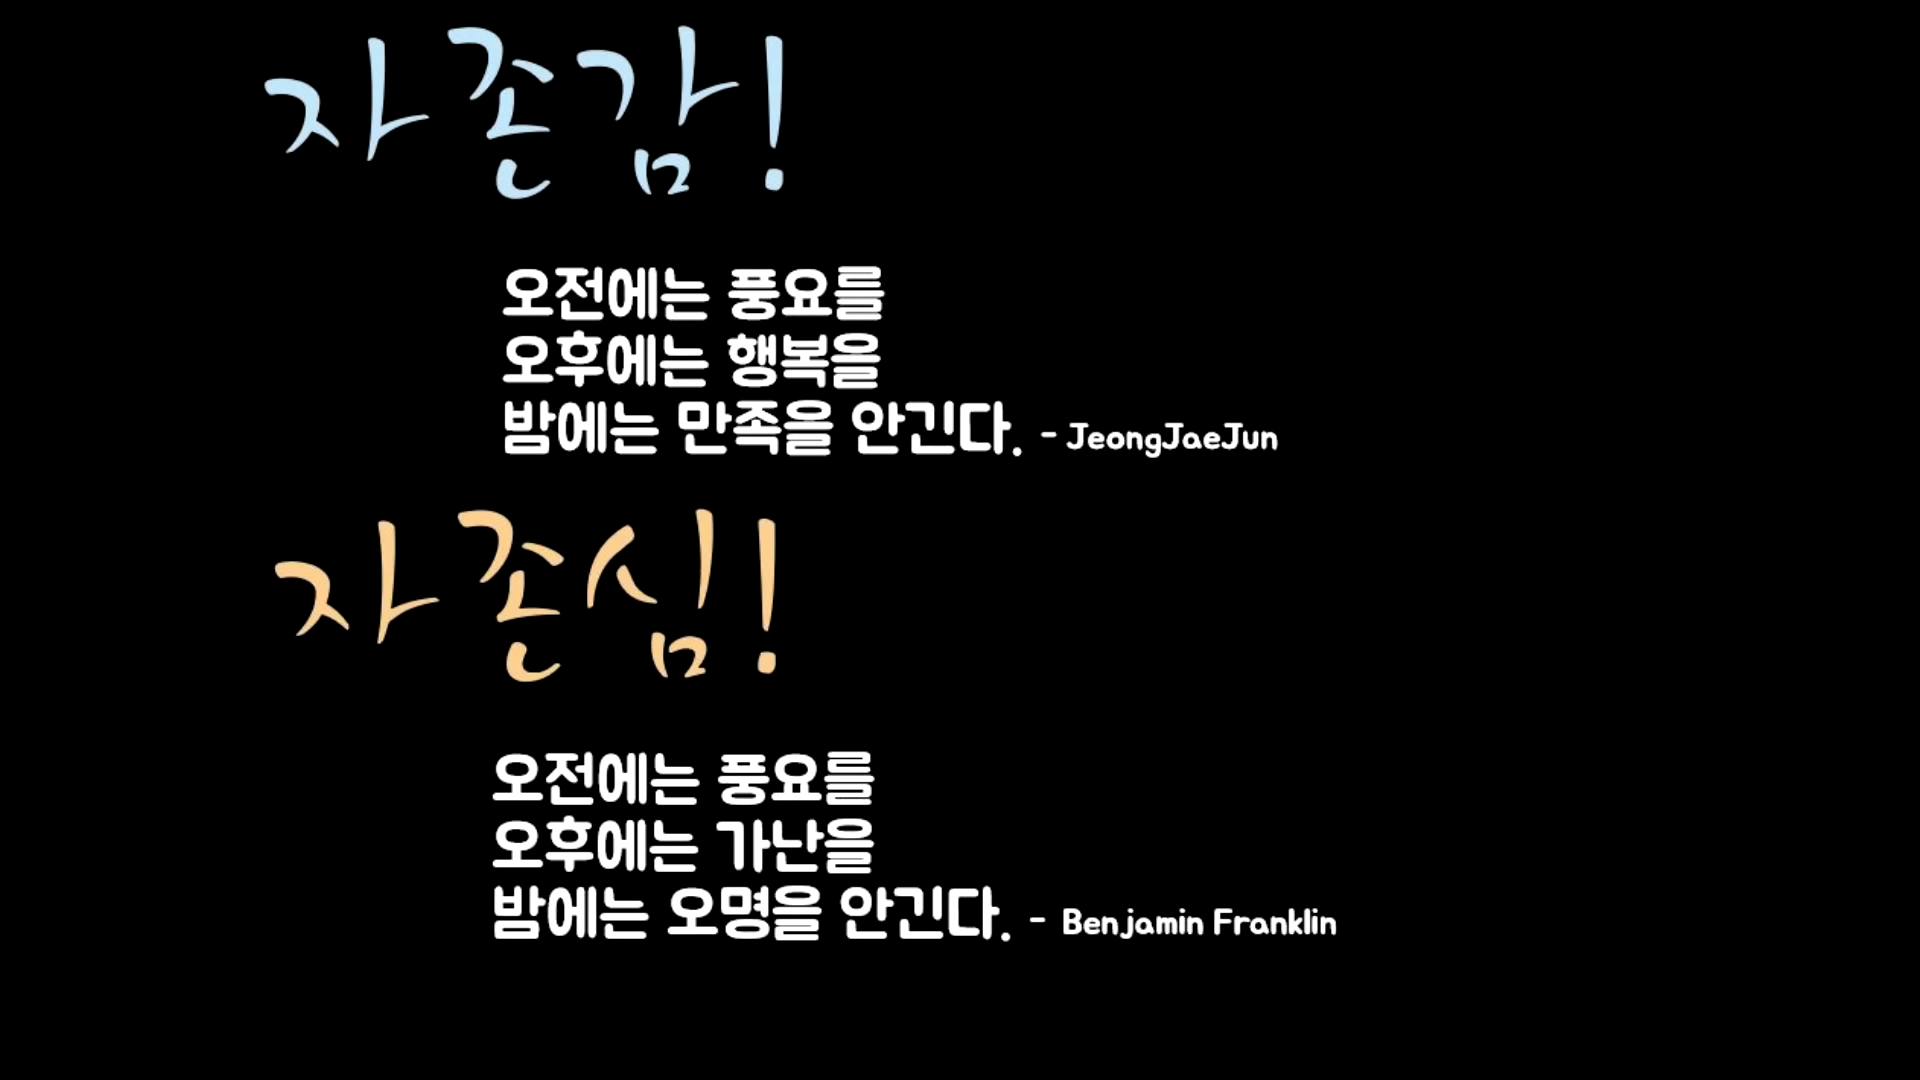 자존감!
오전에는 풍요를
오후에는 행복을
밤에는 만족을 안긴다. - JeongJaeJun
자존심!
오전에는 풍요를
오후에는 가난을
밤에는 오명을 안긴다. - Benjamin Franklin